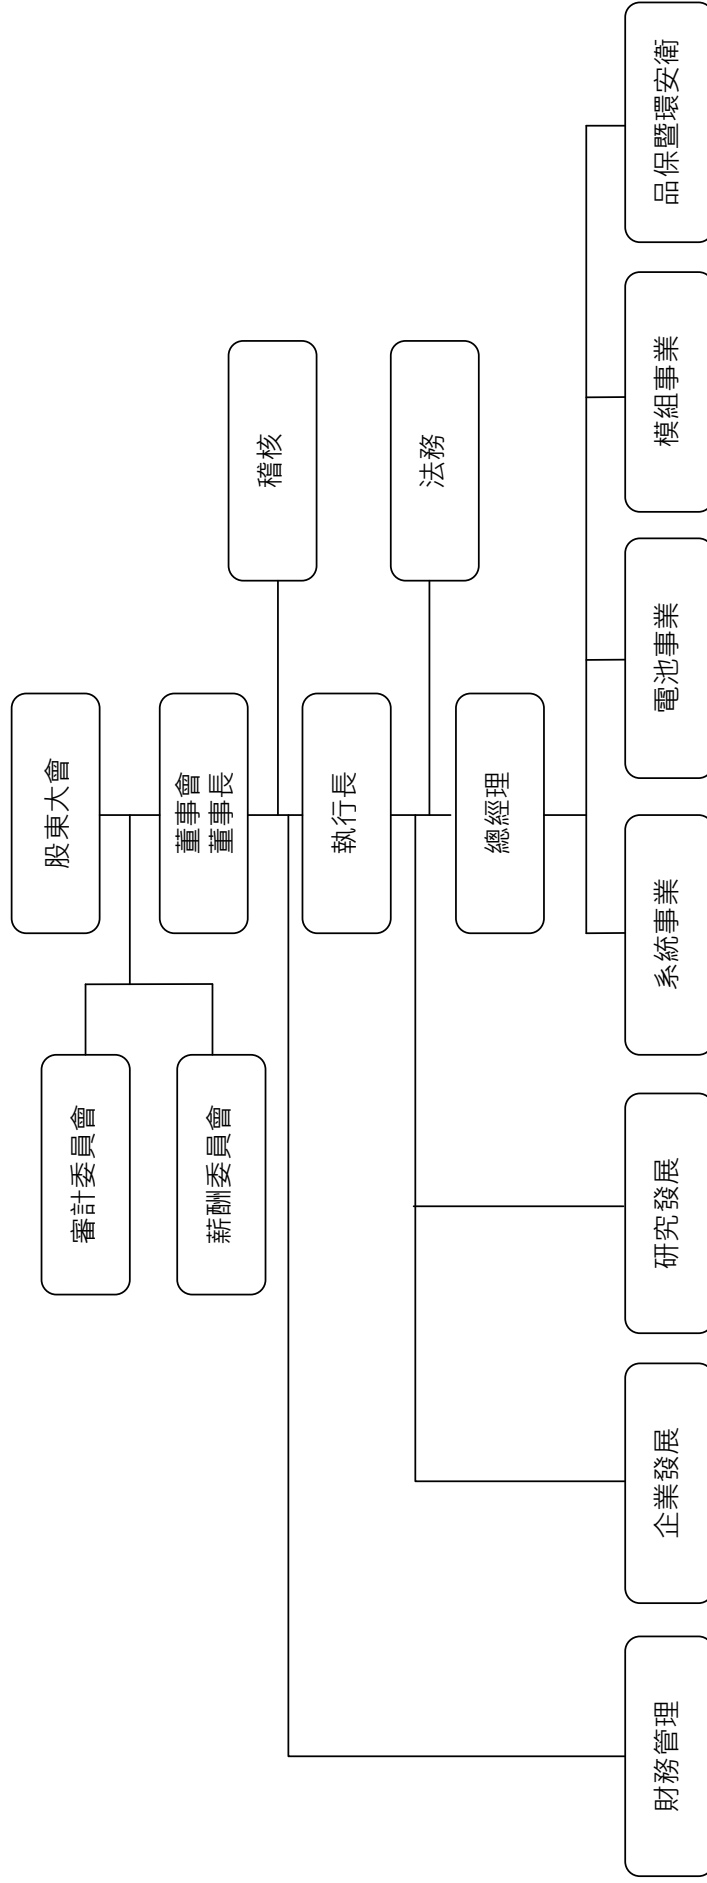 股東大會
審計委員會
薪酬委員會
董事會
董事長
稽核
執行長
法務
總經理
財務管理
企業發展
研究發展
系統事業
電池事業
模組事業
品保暨環安衛